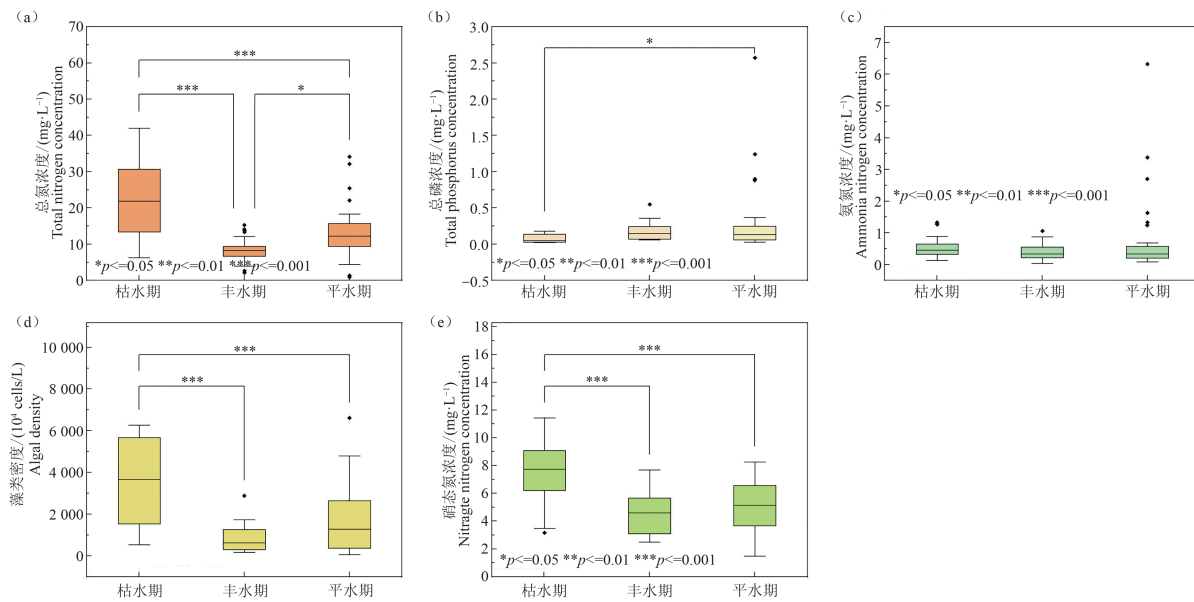 (a)
总氮浓度/(mg·L⁻¹)
Total nitrogen concentration
70
60
50
40
30
20
10
0
***
***
*
*p<=0.05 **p<=0.01 ***p<=0.001
枯水期 丰水期 平水期
(b)
总磷浓度/(mg·L⁻¹)
Total phosphorus concentration
3.0
2.5
2.0
1.5
1.0
0.5
0.0
−0.5
*
*p<=0.05 **p<=0.01 ***p<=0.001
枯水期 丰水期 平水期
(c)
氨氮浓度/(mg·L⁻¹)
Ammonia nitrogen concentration
7
6
5
4
3
2
1
0
*p<=0.05 **p<=0.01 ***p<=0.001
枯水期 丰水期 平水期
(d)
藻类密度/(10⁴ cells/L)
Algal density
10 000
8 000
6 000
4 000
2 000
0
***
***
枯水期 丰水期 平水期
(e)
硝态氮浓度/(mg·L⁻¹)
Nitragte nitrogen concentration
18
16
14
12
10
8
6
4
2
0
***
***
*p<=0.05 **p<=0.01 ***p<=0.001
枯水期 丰水期 平水期